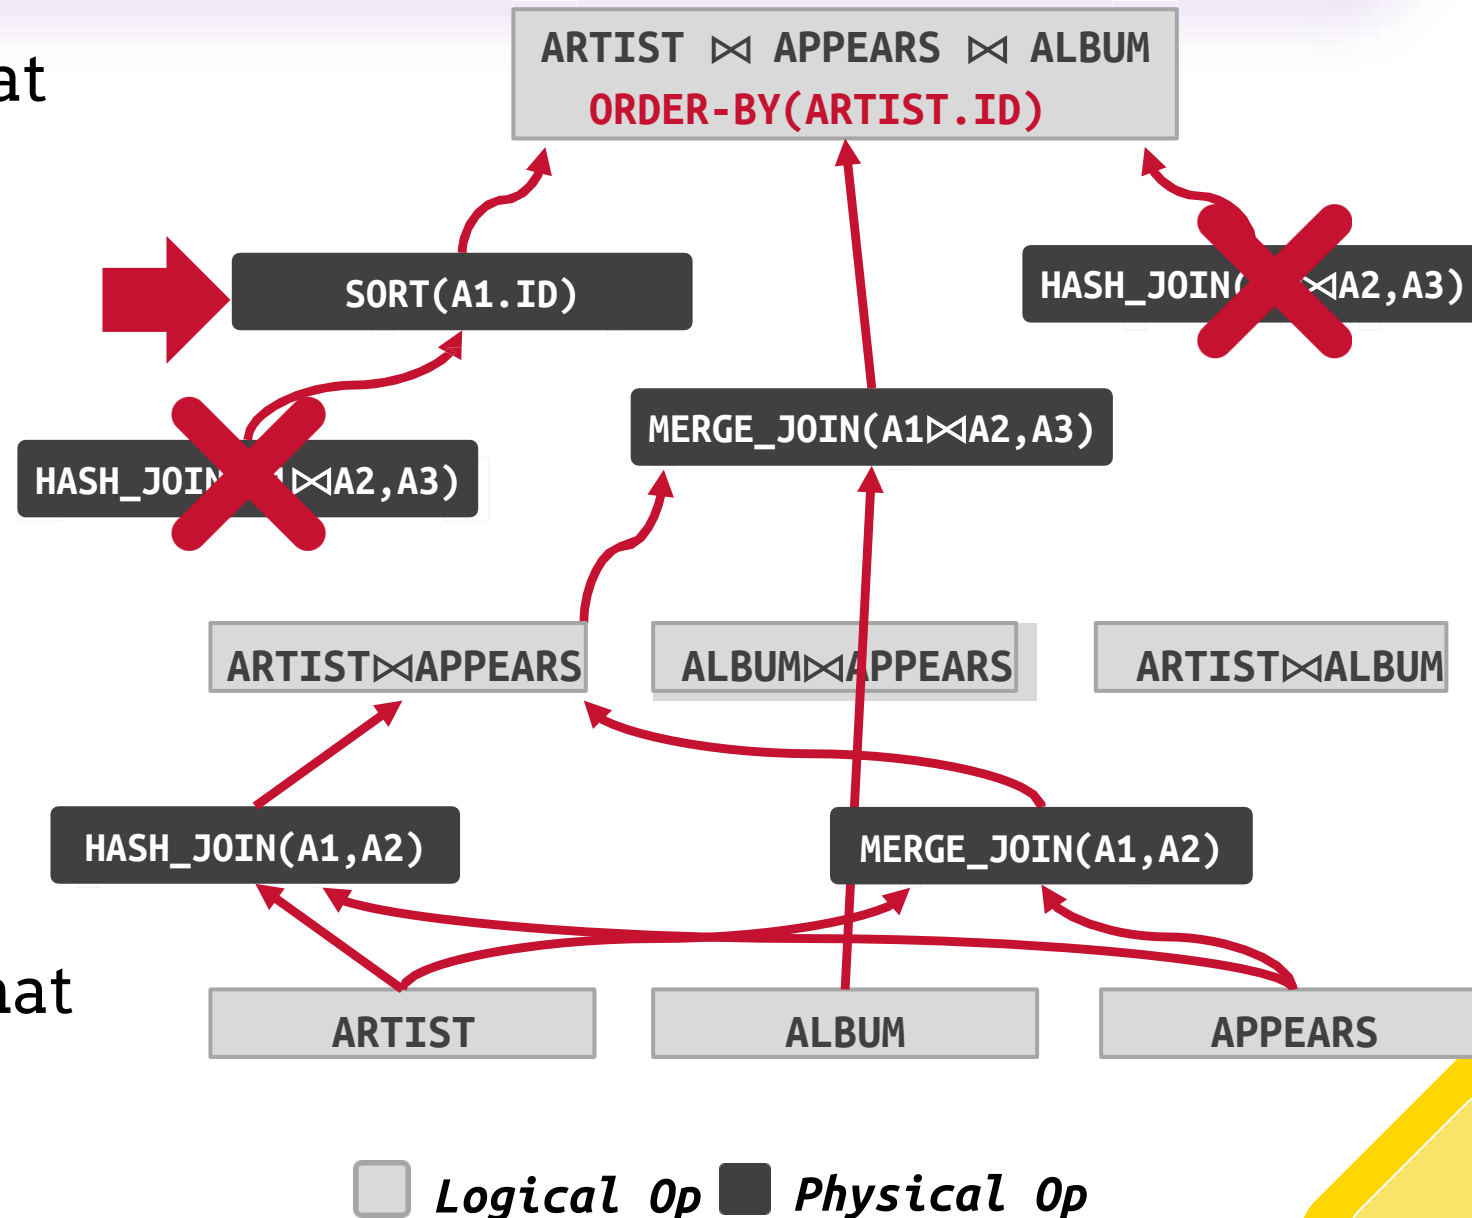 at
ARTIST ⋈ APPEARS ⋈ ALBUM
ORDER-BY(ARTIST.ID)
SORT(A1.ID)
HASH_JOIN( ⋈A2,A3)
MERGE_JOIN(A1⋈A2,A3)
HASH_JOIN 1⋈A2,A3)
ARTIST⋈APPEARS
ALBUM⋈APPEARS
ARTIST⋈ALBUM
HASH_JOIN(A1,A2)
MERGE_JOIN(A1,A2)
at
ARTIST
ALBUM
APPEARS
Logical Op
Physical Op